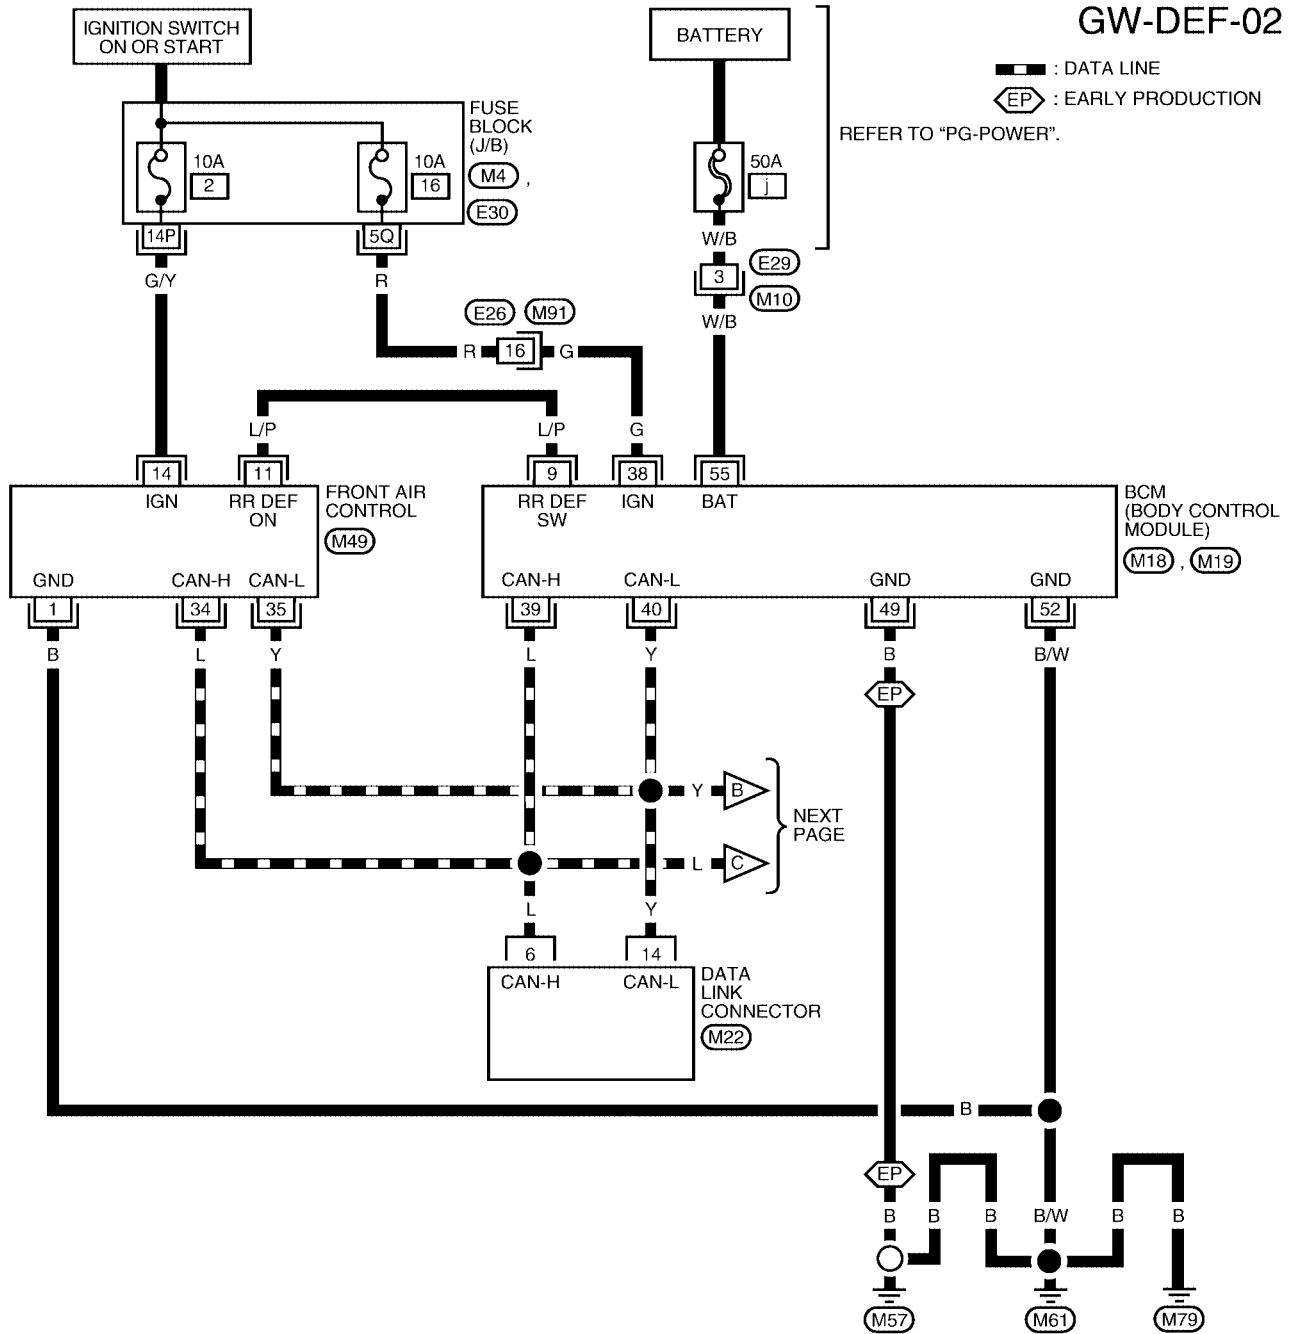 GW-DEF-02
IGNITION SWITCH
ON OR START
BATTERY
: DATA LINE
EP : EARLY PRODUCTION
REFER TO “PG-POWER”.
FUSE
BLOCK
(J/B)
M4 ,
E30
10A
2
10A
16
50A
j
14P
5Q
W/B
G/Y
R
3
E29
M10
W/B
E26 M91
R 16 G
L/P
L/P
G
14
11
9
38
55
IGN
RR DEF
ON
FRONT AIR
CONTROL
M49
RR DEF
SW
IGN
BAT
BCM
(BODY CONTROL
MODULE)
M18 , M19
GND
CAN-H
CAN-L
CAN-H
CAN-L
GND
GND
1
34
35
39
40
49
52
B
L
Y
L
Y
B
B/W
EP
Y B
NEXT
PAGE
L C
L
Y
6
14
CAN-H
CAN-L
DATA
LINK
CONNECTOR
M22
B
EP
B
B
B
B/W
B
B
M57
M61
M79